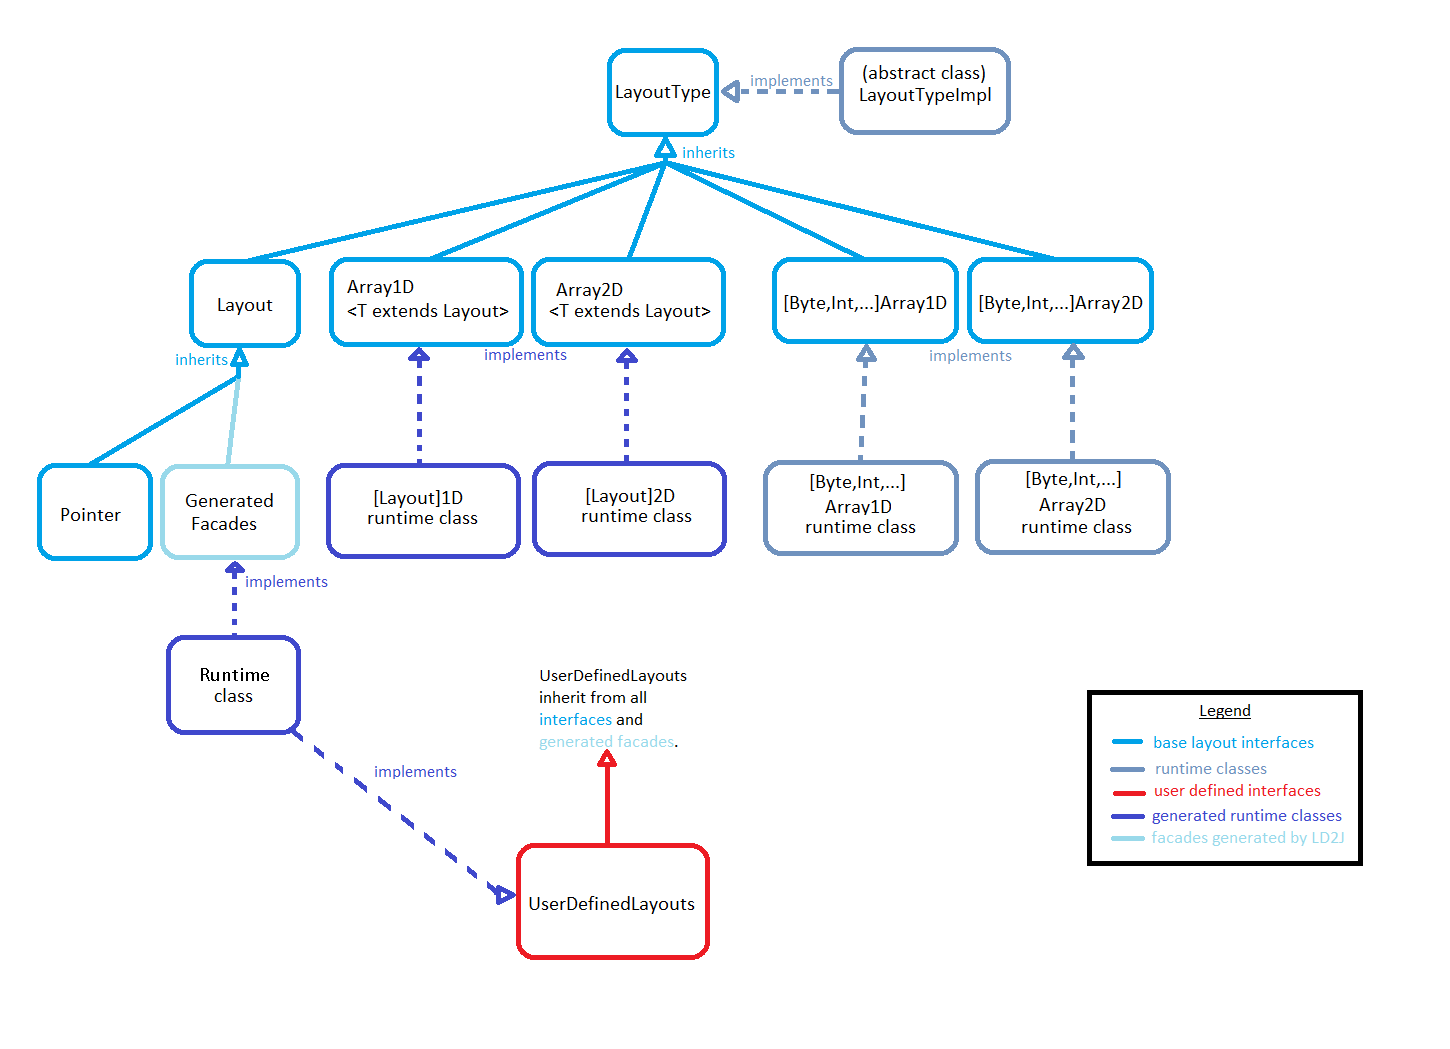 LayoutType
implements
(abstract class)
LayoutTypeImpl
inherits
Layout
Array1D
<T extends Layout>
Array2D
<T extends Layout>
[Byte,Int,...]Array1D
[Byte,Int,...]Array2D
inherits
implements
implements
Pointer
Generated
Facades
[Layout]1D
runtime class
[Layout]2D
runtime class
[Byte,Int,...]
Array1D
runtime class
[Byte,Int,...]
Array2D
runtime class
implements
Runtime
class
implements
UserDefinedLayouts
inherit from all
interfaces and
generated facades.
UserDefinedLayouts
Legend
base layout interfaces
runtime classes
user defined interfaces
generated runtime classes
facades generated by LD2J